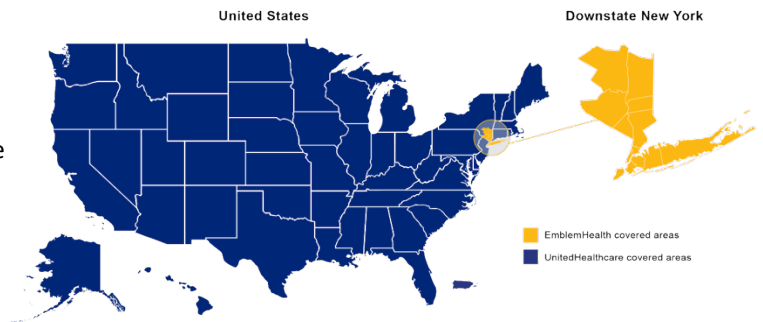 United States
Downstate New York
e
EmblemHealth covered areas
UnitedHealthcare covered areas